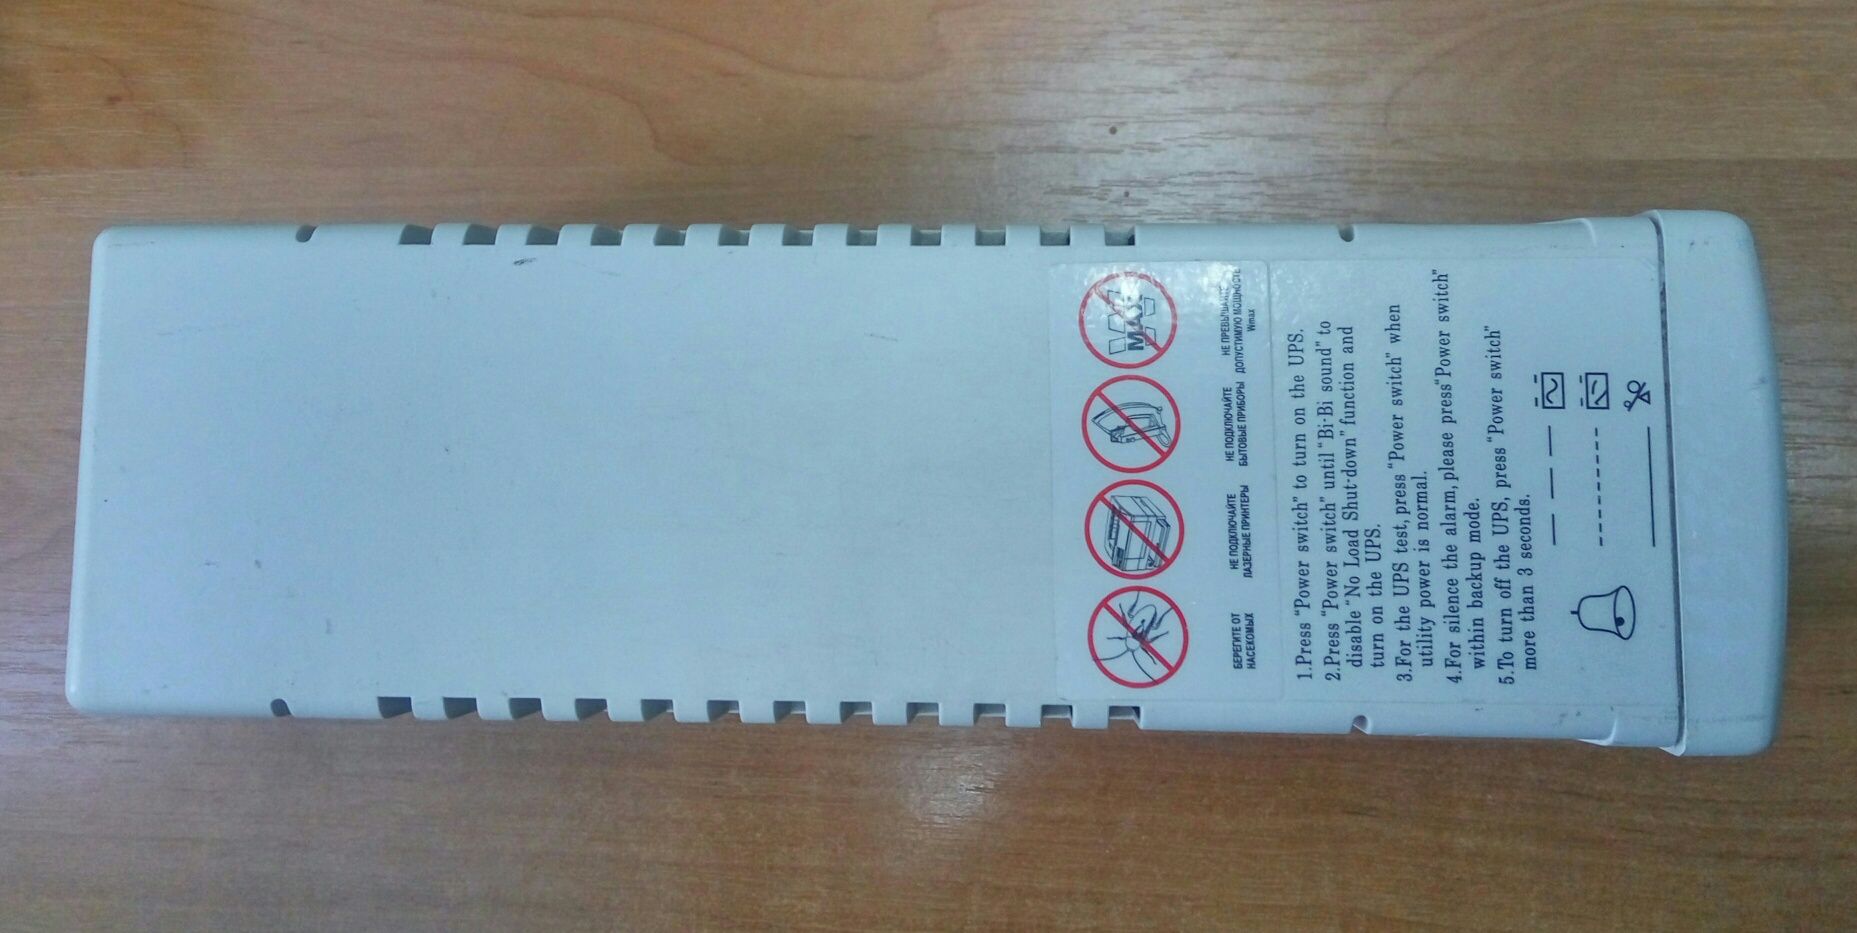 БЕРЕГИТЕ ОТ
НАСЕКОМЫХ
НЕ ПОДКЛЮЧАЙТЕ
ЛАЗЕРНЫЕ ПРИНТЕРЫ
НЕ ПОДКЛЮЧАЙТЕ
БЫТОВЫЕ ПРИБОРЫ
W
MAX
НЕ ПРЕВЫШАЙТЕ
ДОПУСТИМУЮ МОЩНОСТЬ
Wmax
1.Press “Power switch” to turn on the UPS.
2.Press “Power switch” until “Bi-Bi sound” to
disable “No Load Shut-down” function and
turn on the UPS.
3.For the UPS test, press “Power switch” when
utility power is normal.
4.For silence the alarm, please press “Power switch”
within backup mode.
5.To turn off the UPS, press “Power switch”
more than 3 seconds.